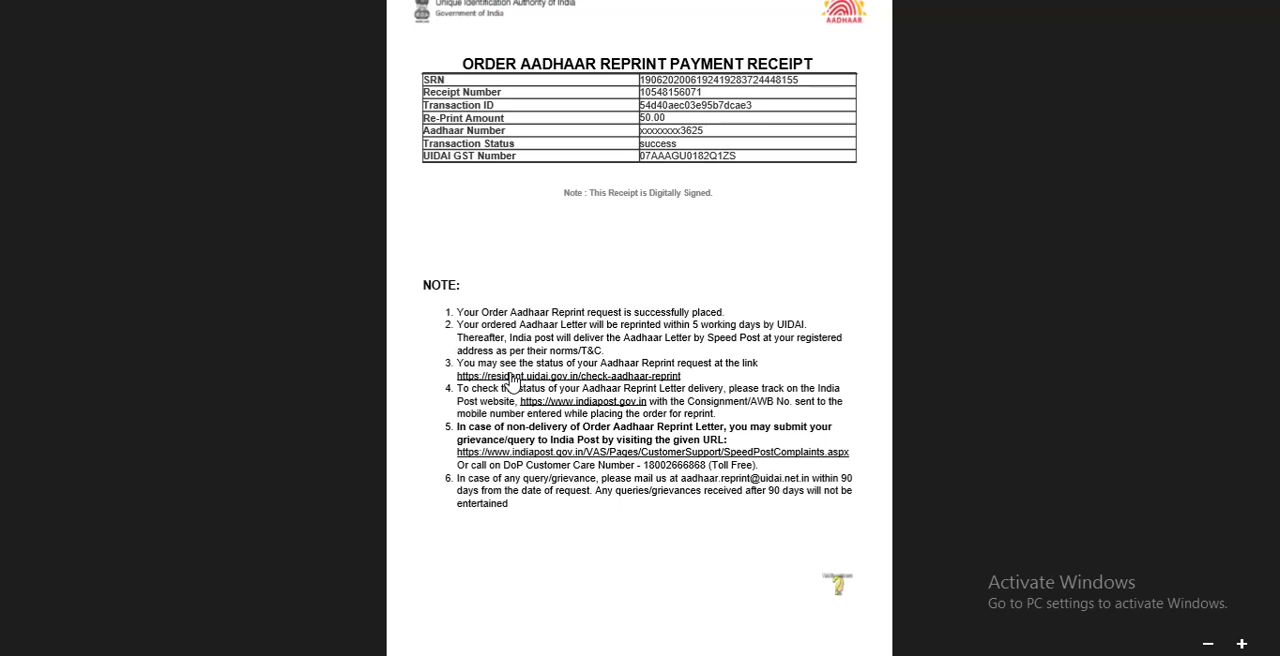 Unique Identification Authority of India
Government of India
AADHAAR
ORDER AADHAAR REPRINT PAYMENT RECEIPT
SRN 1906202006192419283724448155
Receipt Number 10548156071
Transaction ID 54d40aec03e95b7dcae3
Re-Print Amount 50.00
Aadhaar Number xxxxxxxx3625
Transaction Status success
UIDAI GST Number 07AAAGU0182Q1ZS
Note : This Receipt is Digitally Signed.
NOTE:
1. Your Order Aadhaar Reprint request is successfully placed.
2. Your ordered Aadhaar Letter will be reprinted within 5 working days by UIDAI.
Thereafter, India post will deliver the Aadhaar Letter by Speed Post at your registered
address as per their norms/T&C.
3. You may see the status of your Aadhaar Reprint request at the link
https://resident.uidai.gov.in/check-aadhaar-reprint
4. To check the status of your Aadhaar Reprint Letter delivery, please track on the India
Post website, https://www.indiapost.gov.in with the Consignment/AWB No. sent to the
mobile number entered while placing the order for reprint.
5. In case of non-delivery of Order Aadhaar Reprint Letter, you may submit your
grievance/query to India Post by visiting the given URL:
https://www.indiapost.gov.in/VAS/Pages/CustomerSupport/SpeedPostComplaints.aspx
Or call on DoP Customer Care Number - 18002666868 (Toll Free).
6. In case of any query/grievance, please mail us at aadhaar.reprint@uidai.net.in within 90
days from the date of request. Any queries/grievances received after 90 days will not be
entertained
Activate Windows
Go to PC settings to activate Windows.